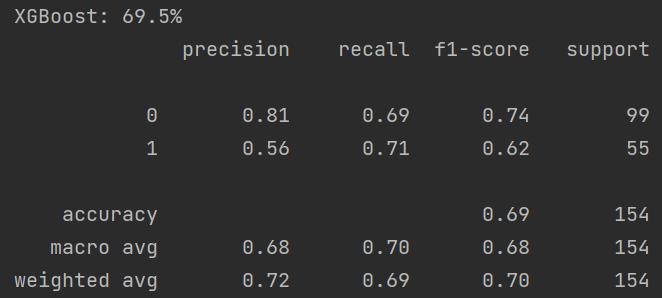 XGBoost: 69.5%
precision recall f1-score support
0 0.81 0.69 0.74 99
1 0.56 0.71 0.62 55
accuracy 0.69 154
macro avg 0.68 0.70 0.68 154
weighted avg 0.72 0.69 0.70 154